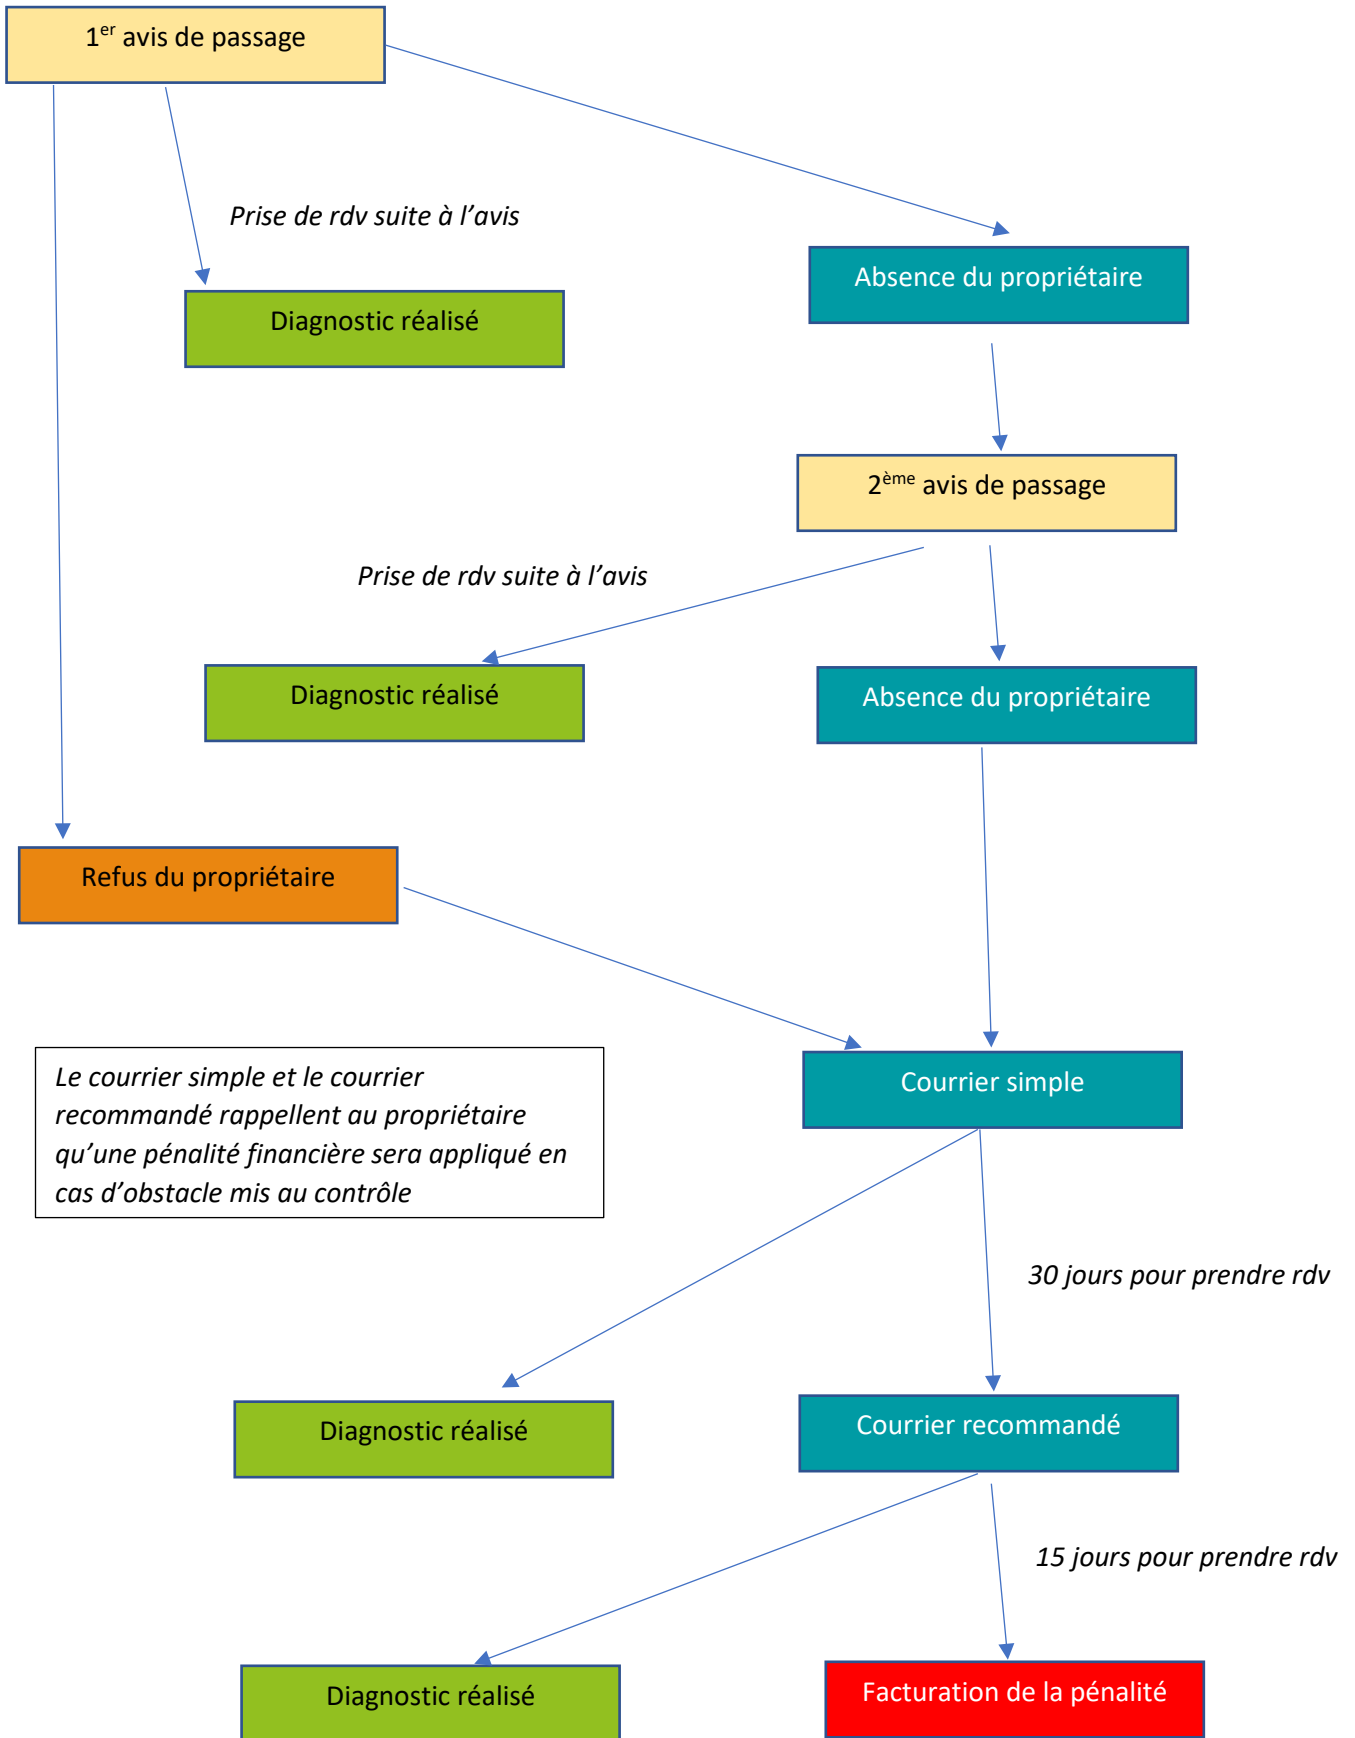 1er avis de passage
Prise de rdv suite à l’avis
Absence du propriétaire
Diagnostic réalisé
2ème avis de passage
Prise de rdv suite à l’avis
Diagnostic réalisé
Absence du propriétaire
Refus du propriétaire
Le courrier simple et le courrier
recommandé rappellent au propriétaire
qu’une pénalité financière sera appliqué en
cas d’obstacle mis au contrôle
Courrier simple
30 jours pour prendre rdv
Diagnostic réalisé
Courrier recommandé
15 jours pour prendre rdv
Diagnostic réalisé
Facturation de la pénalité